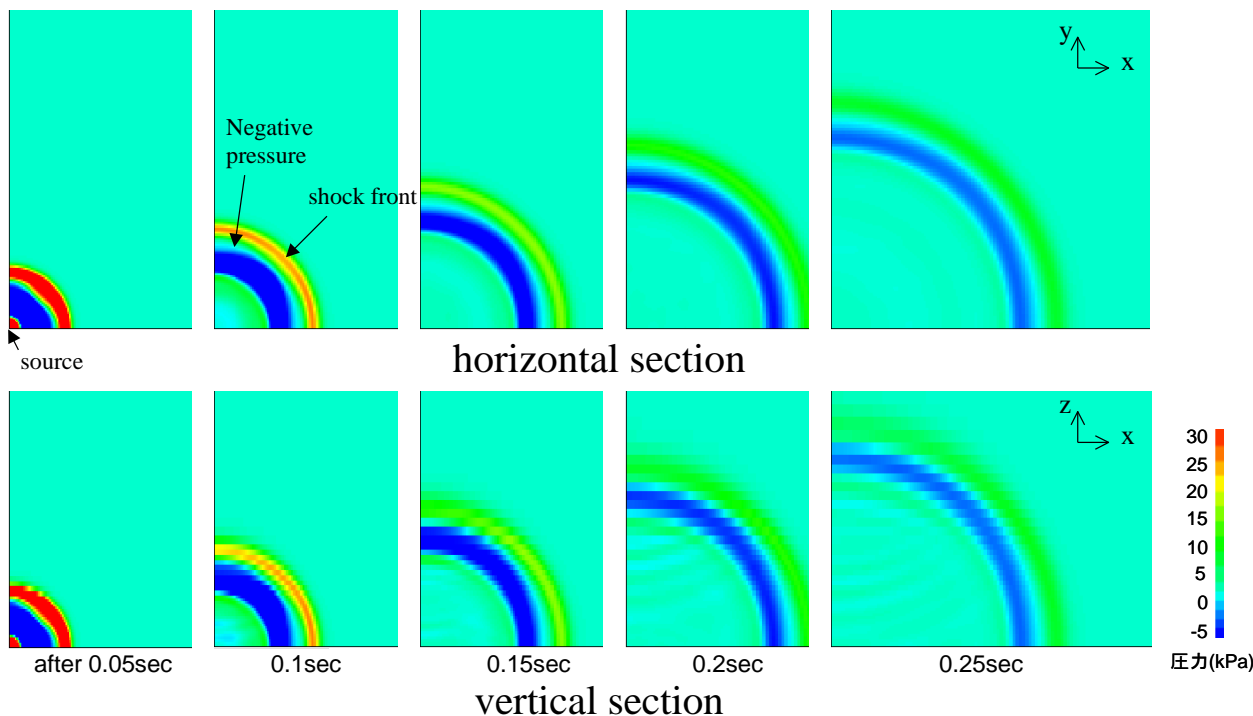 y
x
Negative
pressure
shock front
source
horizontal section
z
x
30
25
20
15
10
5
0
-5
圧力(kPa)
after 0.05sec
0.1sec
0.15sec
0.2sec
0.25sec
vertical section